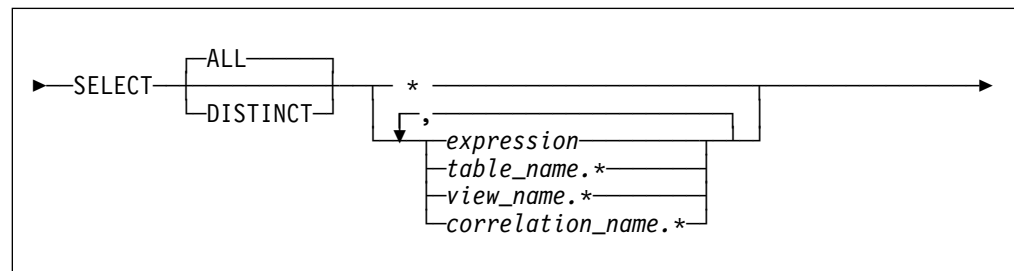 ALL
SELECT *
DISTINCT ,
expression
table_name.*
view_name.*
correlation_name.*